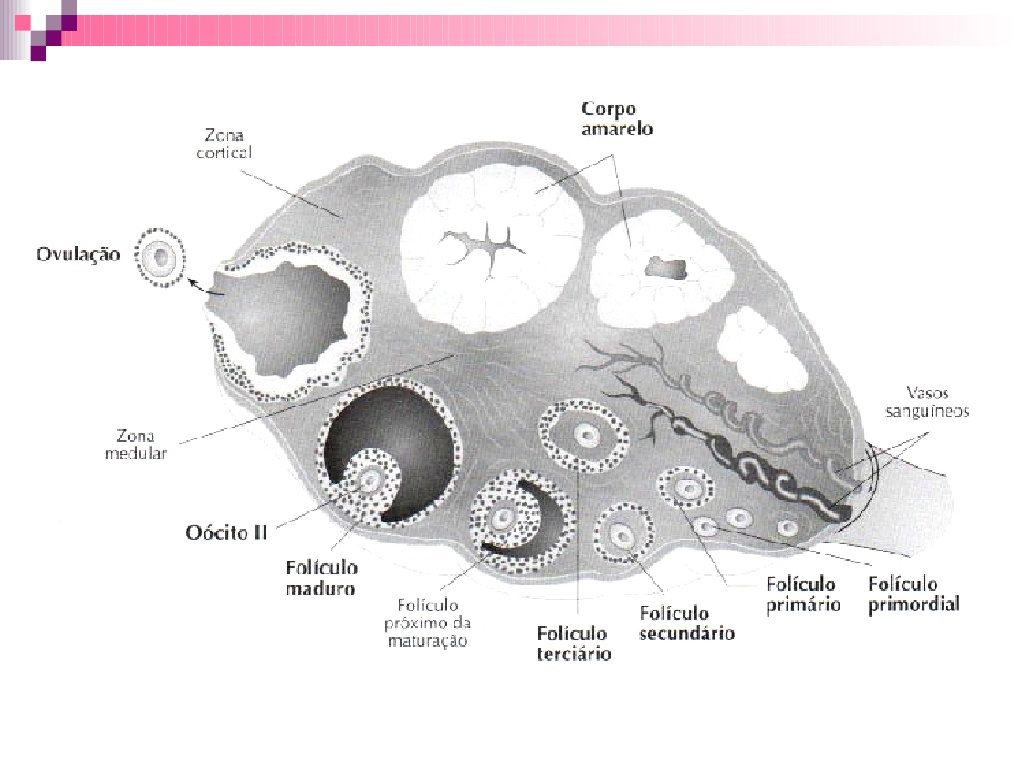 Corpo
amarelo
Zona
cortical
Ovulação
Vasos
sanguíneos
Zona
medular
Oócito II
Folículo
maduro
Folículo
próximo da
maturação
Folículo
terciário
Folículo
secundário
Folículo
primário
Folículo
primordial